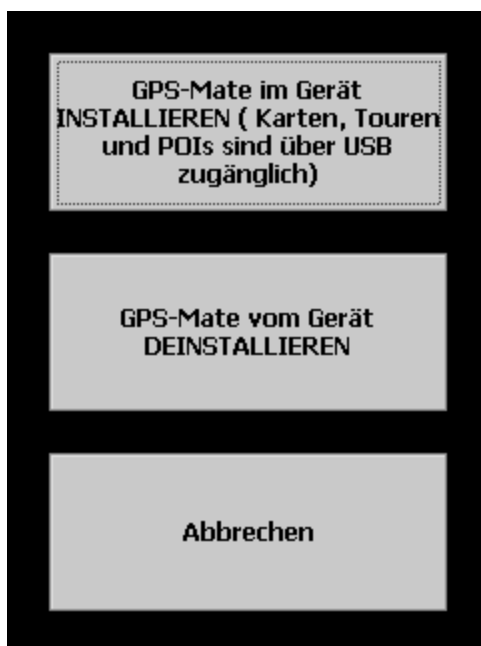 GPS-Mate im Gerät
INSTALLIEREN ( Karten, Touren
und POIs sind über USB
zugänglich)
GPS-Mate vom Gerät
DEINSTALLIEREN
Abbrechen